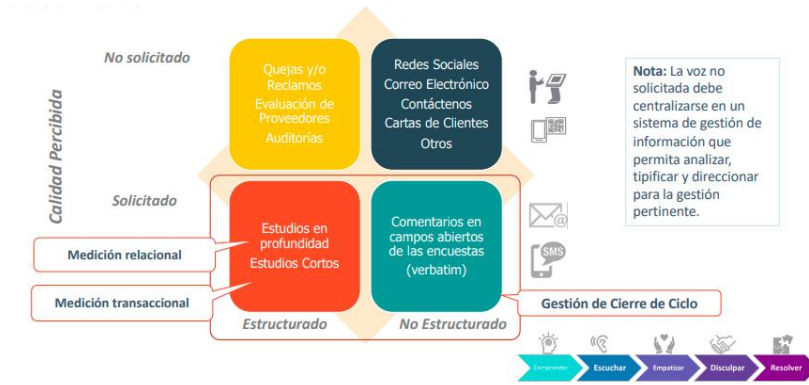 No solicitado
Calidad Percibida
Solicitado
Quejas y/o
Reclamos
Evaluación de
Proveedores
Auditorías
Redes Sociales
Correo Electrónico
Contáctenos
Cartas de Clientes
Otros
Nota: La voz no
solicitada debe
centralizarse en un
sistema de gestión de
información que
permita analizar,
tipificar y direccionar
para la gestión
pertinente.
Estudios en
profundidad
Estudios Cortos
Comentarios en
campos abiertos
de las encuestas
(verbatim)
@
SMS
Medición relacional
Medición transaccional
Gestión de Cierre de Ciclo
Estructurado
No Estructurado
Comprender
Escuchar
Empatizar
Disculpar
Resolver